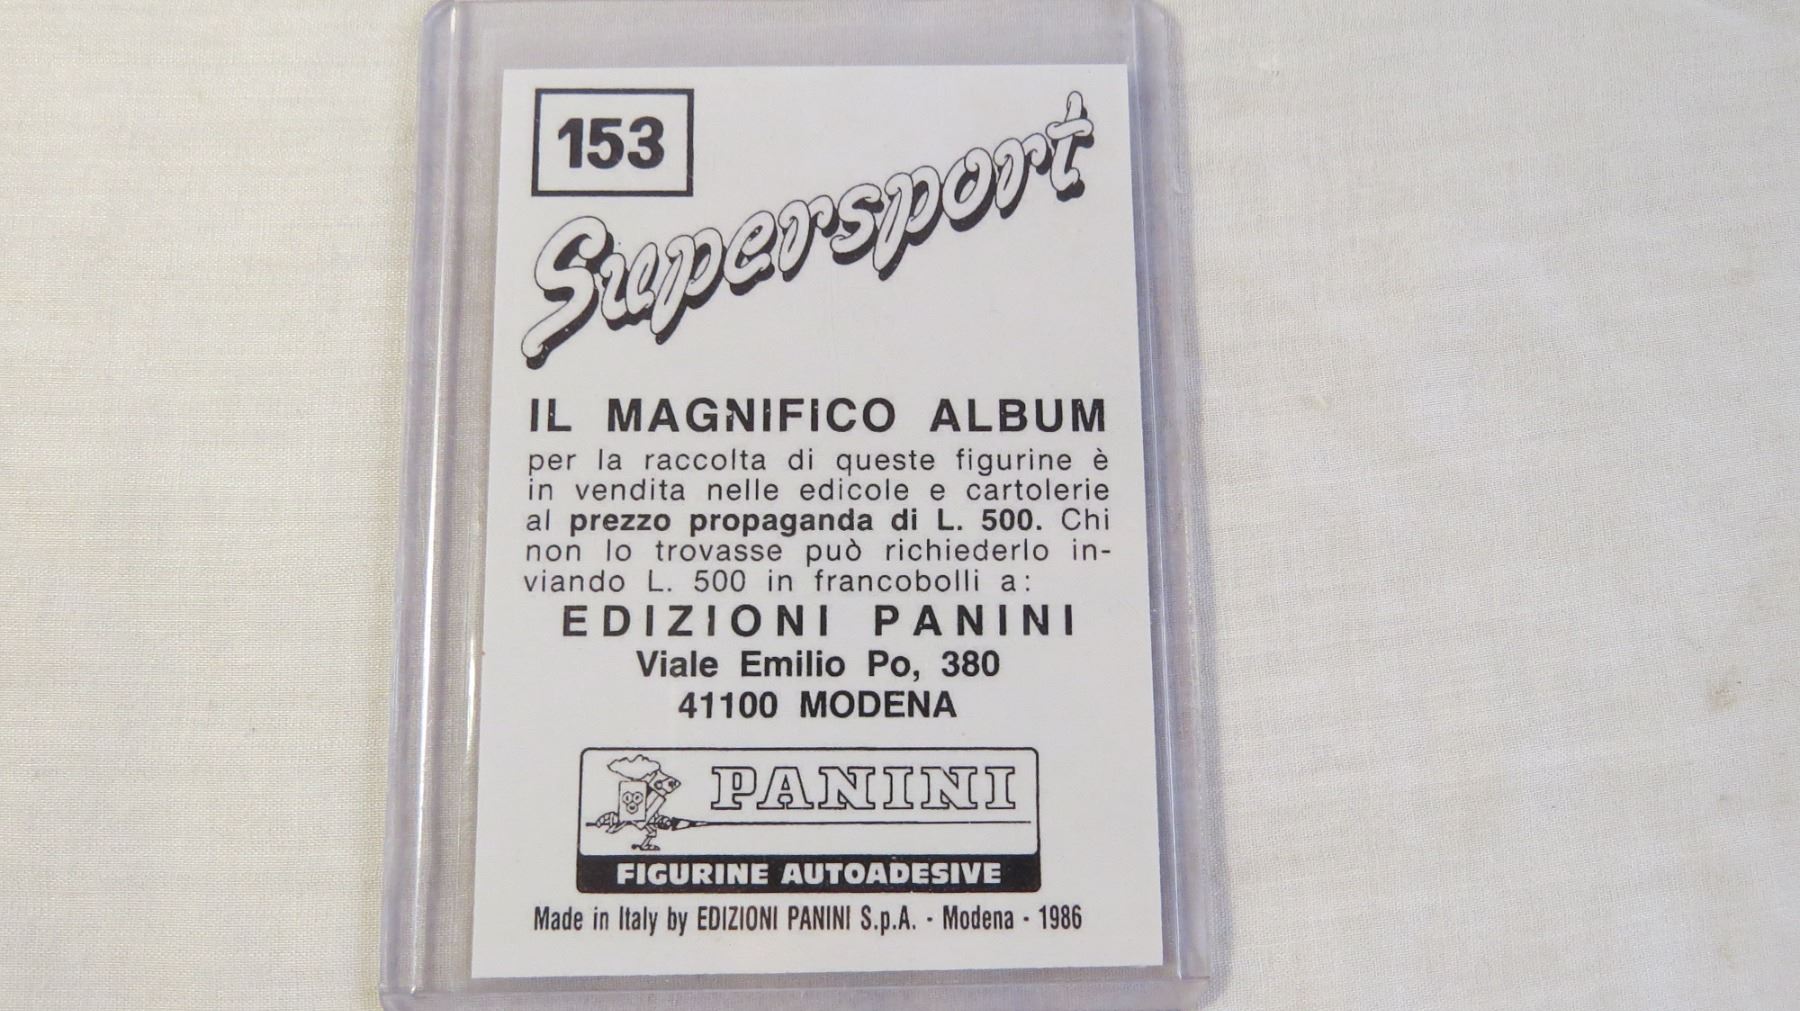 153
Supersport
IL MAGNIFICO ALBUM
per la raccolta di queste figurine è
in vendita nelle edicole e cartolerie
al prezzo propaganda di L. 500. Chi
non lo trovasse può richiederlo in-
viando L. 500 in francobolli a:
EDIZIONI PANINI
Viale Emilio Po, 380
41100 MODENA
PANINI
FIGURINE AUTOADESIVE
Made in Italy by EDIZIONI PANINI S.p.A. - Modena - 1986